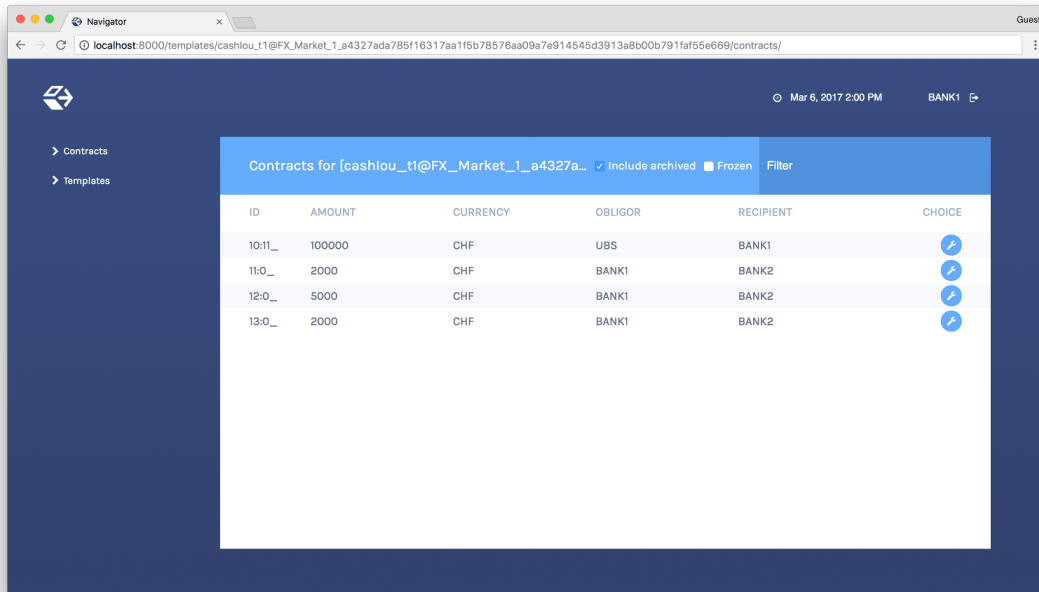 Navigator
Guest
localhost:8000/templates/cashlou_t1@FX_Market_1_a4327ada785f16317aa1f5b78576aa09a7e914545d3913a8b00b791faf55e669/contracts/
Mar 6, 2017 2:00 PM BANK1
Contracts
Templates
Contracts for [cashIou_t1@FX_Market_1_a4327a... Include archived Frozen Filter
ID AMOUNT CURRENCY OBLIGOR RECIPIENT CHOICE
10:11_ 100000 CHF UBS BANK1
11:0_ 2000 CHF BANK1 BANK2
12:0_ 5000 CHF BANK1 BANK2
13:0_ 2000 CHF BANK1 BANK2